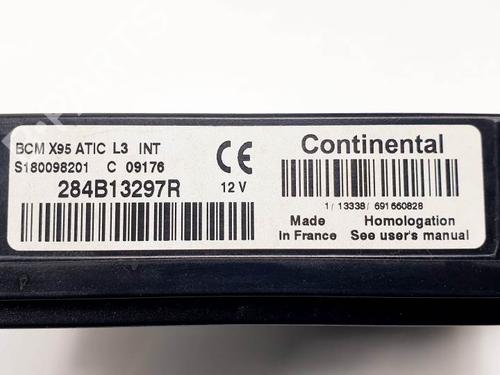 BCM X95 ATIC L3 INT
S180098201 C 09176
284B13297R
12 V
CE
Continental
1/ 13338/ 691660828
Made in France
Homologation See user's manual